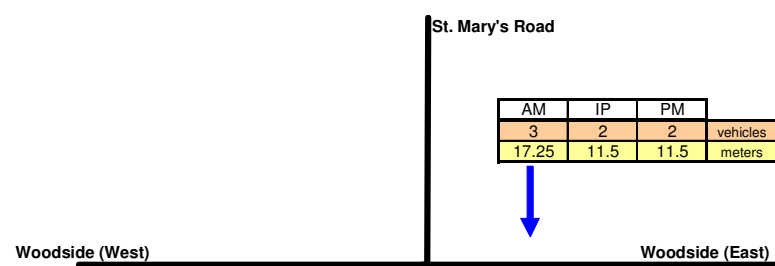 St. Mary's Road
AM IP PM
3 2 2 vehicles
17.25 11.5 11.5 meters
Woodside (West) Woodside (East)